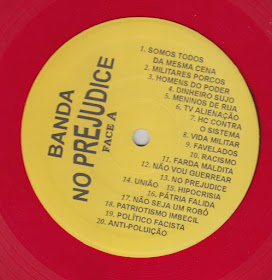 BANDA
NO PREJUDICE
FACE A
1. SOMOS TODOS
DA MESMA CENA
2. MILITARES PORCOS
3. HOMENS DO PODER
4. DINHEIRO SUJO
5. MENINOS DE RUA
6. TV ALIENAÇÃO
7. HC CONTRA
O SISTEMA
8. VIDA MILITAR
9. FAVELADOS
10. RACISMO
11. FARDA MALDITA
12. NÃO VOU GUERREAR
13. NO PREJUDICE
14. UNIÃO
15. HIPOCRISIA
16. PÁTRIA FALIDA
17. NÃO SEJA UM ROBÔ
18. PATRIOTISMO IMBECIL
19. POLÍTICO FACISTA
20. ANTI-POLUIÇÃO